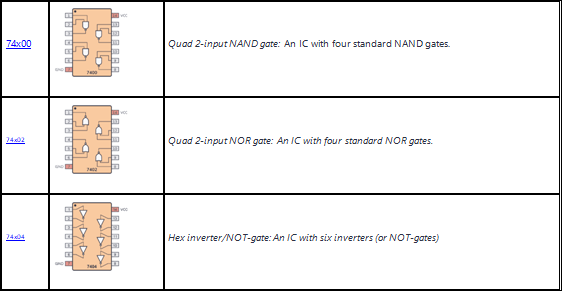 74x00
VCC
GND
7400
Quad 2-input NAND gate: An IC with four standard NAND gates.
74x02
VCC
GND
7402
Quad 2-input NOR gate: An IC with four standard NOR gates.
74x04
VCC
GND
7404
Hex inverter/NOT-gate: An IC with six inverters (or NOT-gates)